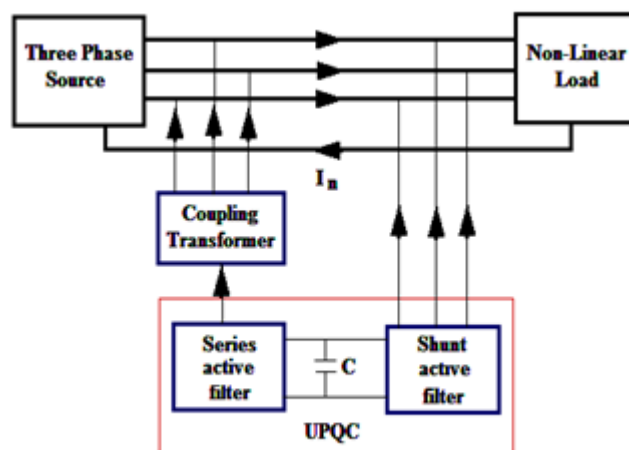 Three Phase
Source
Non-Linear
Load
I n
Coupling
Transformer
Series
active
filter
C
Shunt
active
filter
UPQC